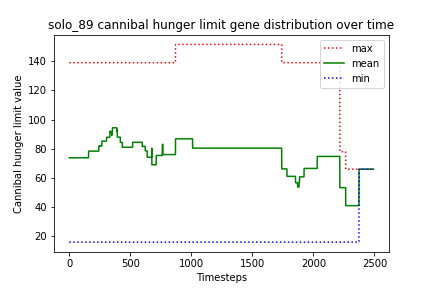 solo_89 cannibal hunger limit gene distribution over time
max
mean
min
Cannibal hunger limit value
140
120
100
80
60
40
20
0
500
1000
1500
2000
2500
Timesteps